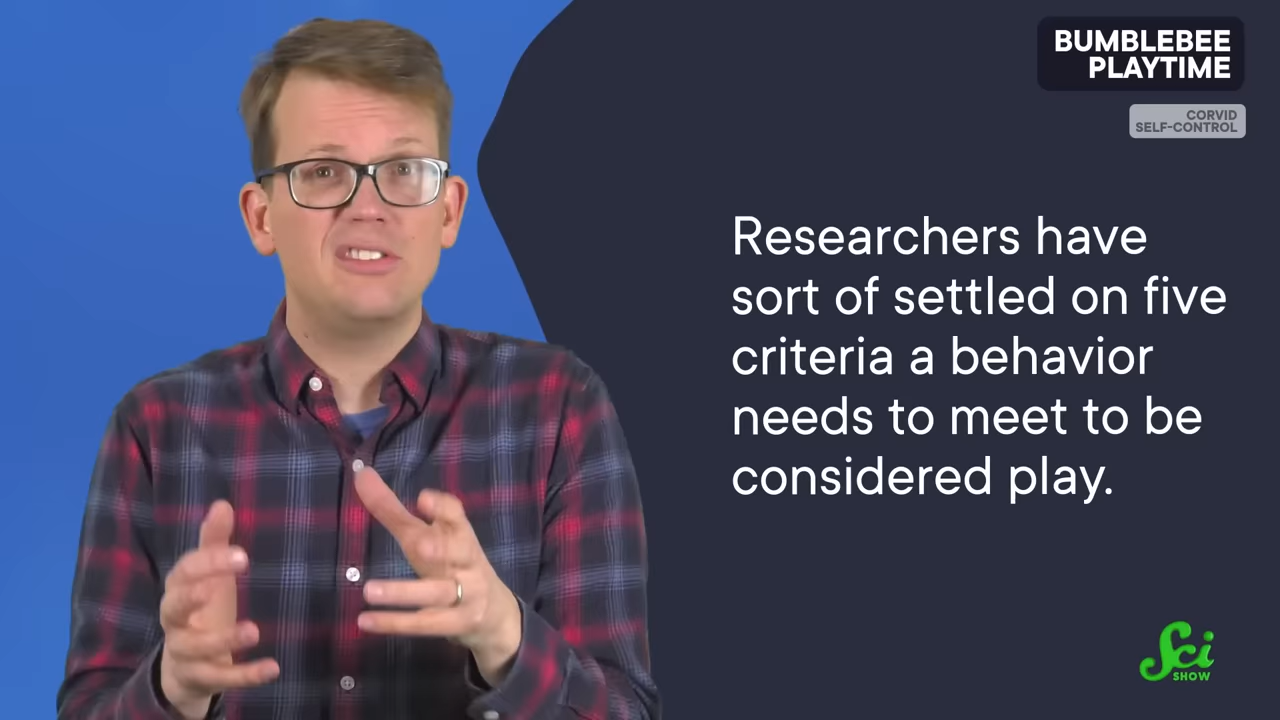 BUMBLEBEE
PLAYTIME
CORVID
SELF-CONTROL
Researchers have
sort of settled on five
criteria a behavior
needs to meet to be
considered play.
Sci
SHOW